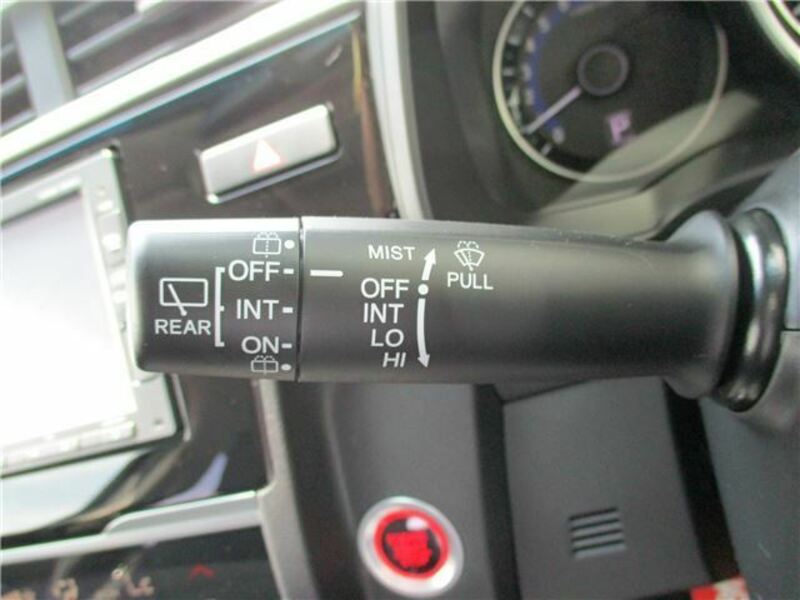 MIST
OFF
OFF
PULL
INT
INT
REAR
LO
ON
HI
P